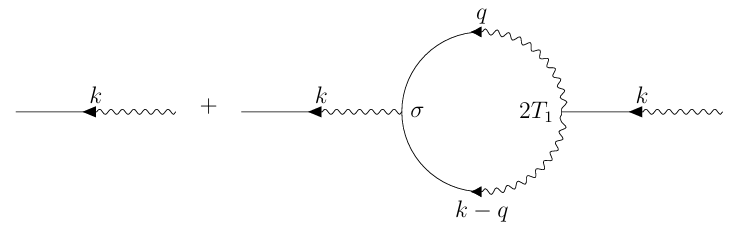 q
k + k σ 2T₁ k
k − q